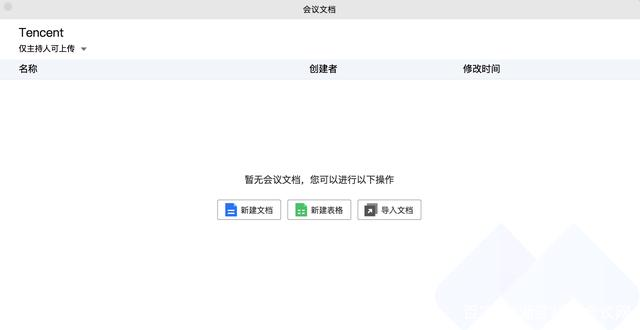 会议文档
Tencent
仅主持人可上传
名称 创建者 修改时间
暂无会议文档，您可以进行以下操作
新建文档 新建表格 导入文档